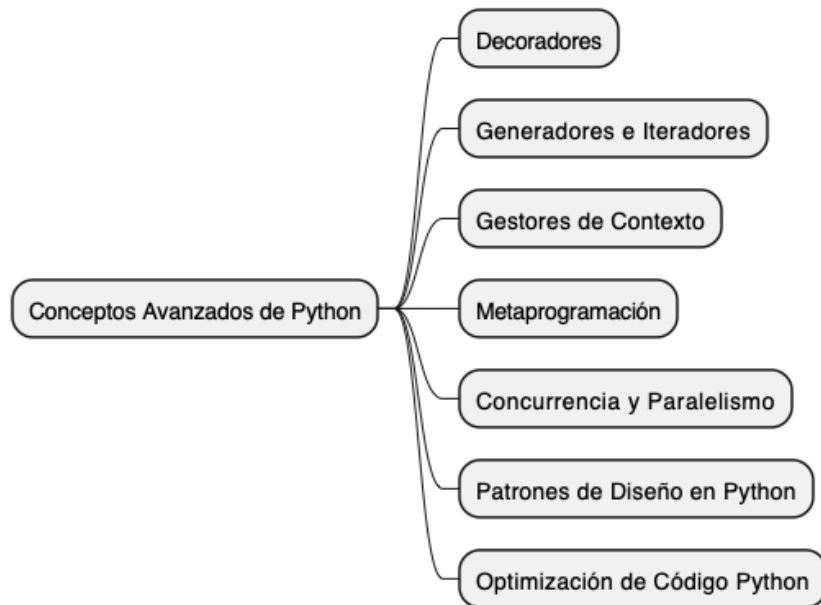 Decoradores
Generadores e Iteradores
Gestores de Contexto
Conceptos Avanzados de Python
Metaprogramación
Concurrencia y Paralelismo
Patrones de Diseño en Python
Optimización de Código Python